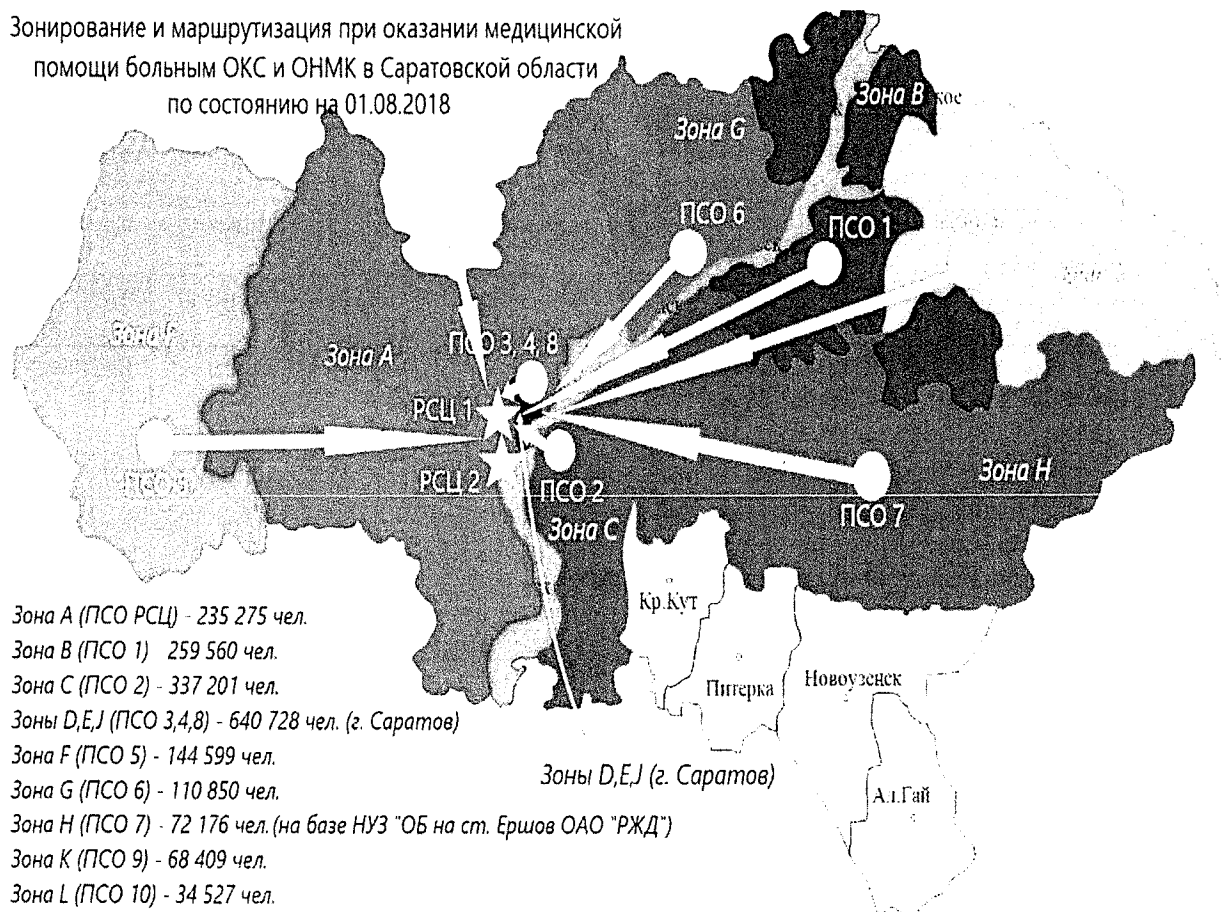 Зонирование и маршрутизация при оказании медицинской
помощи больным ОКС и ОНМК в Саратовской области
по состоянию на 01.08.2018
Зона B
кое
Зона G
ПСО 6
ПСО 1
Зона A
ПСО 3, 4, 8
РСЦ 1
РСЦ 2
ПСО 2
Зона C
ПСО 7
Зона H
Кр.Кут
Питерка
Новоузенск
Ал.Гай
Зоны D,E,J (г. Саратов)
Зона A (ПСО РСЦ) - 235 275 чел.
Зона B (ПСО 1) 259 560 чел.
Зона C (ПСО 2) - 337 201 чел.
Зоны D,E,J (ПСО 3,4,8) - 640 728 чел. (г. Саратов)
Зона F (ПСО 5) - 144 599 чел.
Зона G (ПСО 6) - 110 850 чел.
Зона H (ПСО 7) - 72 176 чел. (на базе НУЗ "ОБ на ст. Ершов ОАО "РЖД")
Зона K (ПСО 9) - 68 409 чел.
Зона L (ПСО 10) - 34 527 чел.